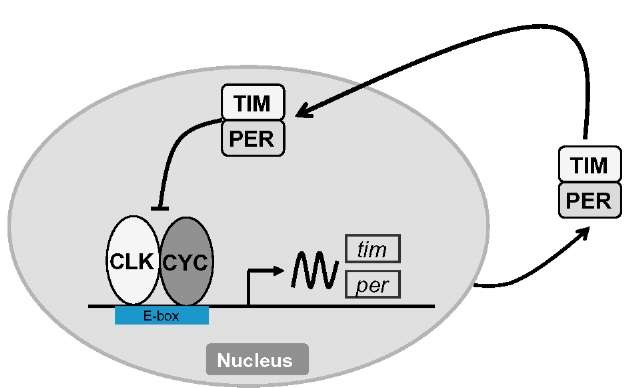 TIM
PER
TIM
PER
CLK CYC
tim
per
E-box
Nucleus